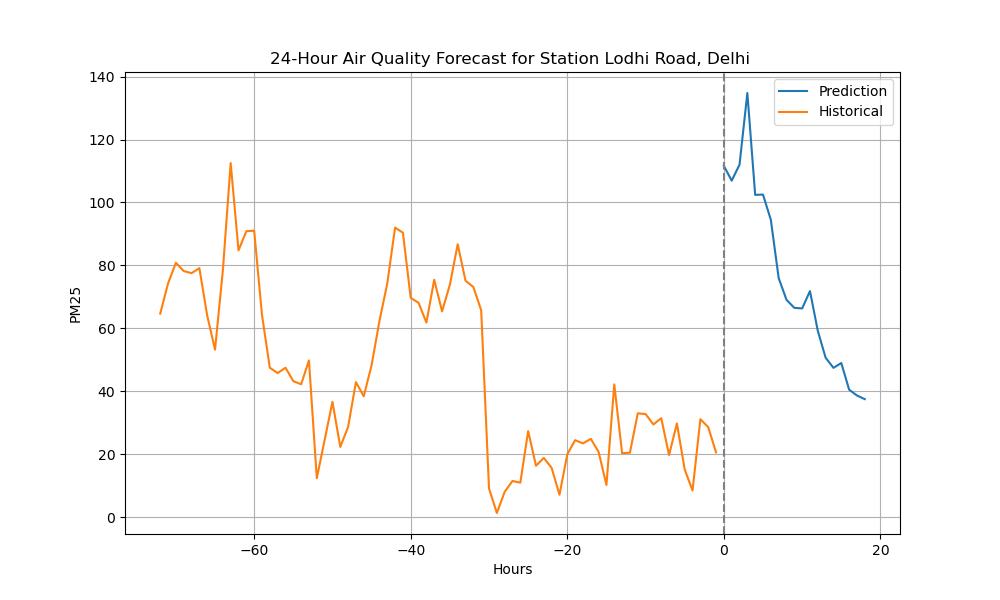 24-Hour Air Quality Forecast for Station Lodhi Road, Delhi
Prediction
Historical
140
120
100
80
60
40
20
0
PM25
−60
−40
−20
0
20
Hours